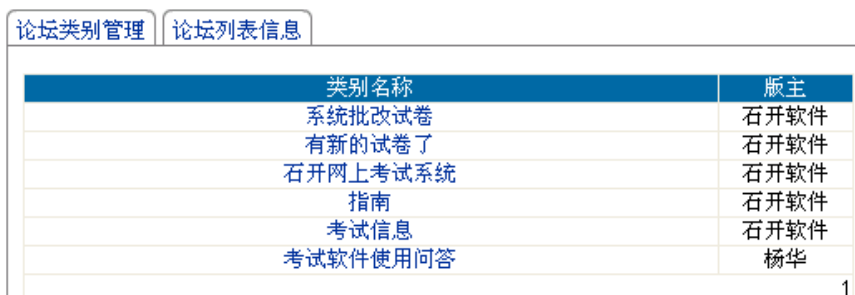 论坛类别管理 论坛列表信息
类别名称 版主
系统批改试卷 石开软件
有新的试卷了 石开软件
石开网上考试系统 石开软件
指南 石开软件
考试信息 石开软件
考试软件使用问答 杨华
1